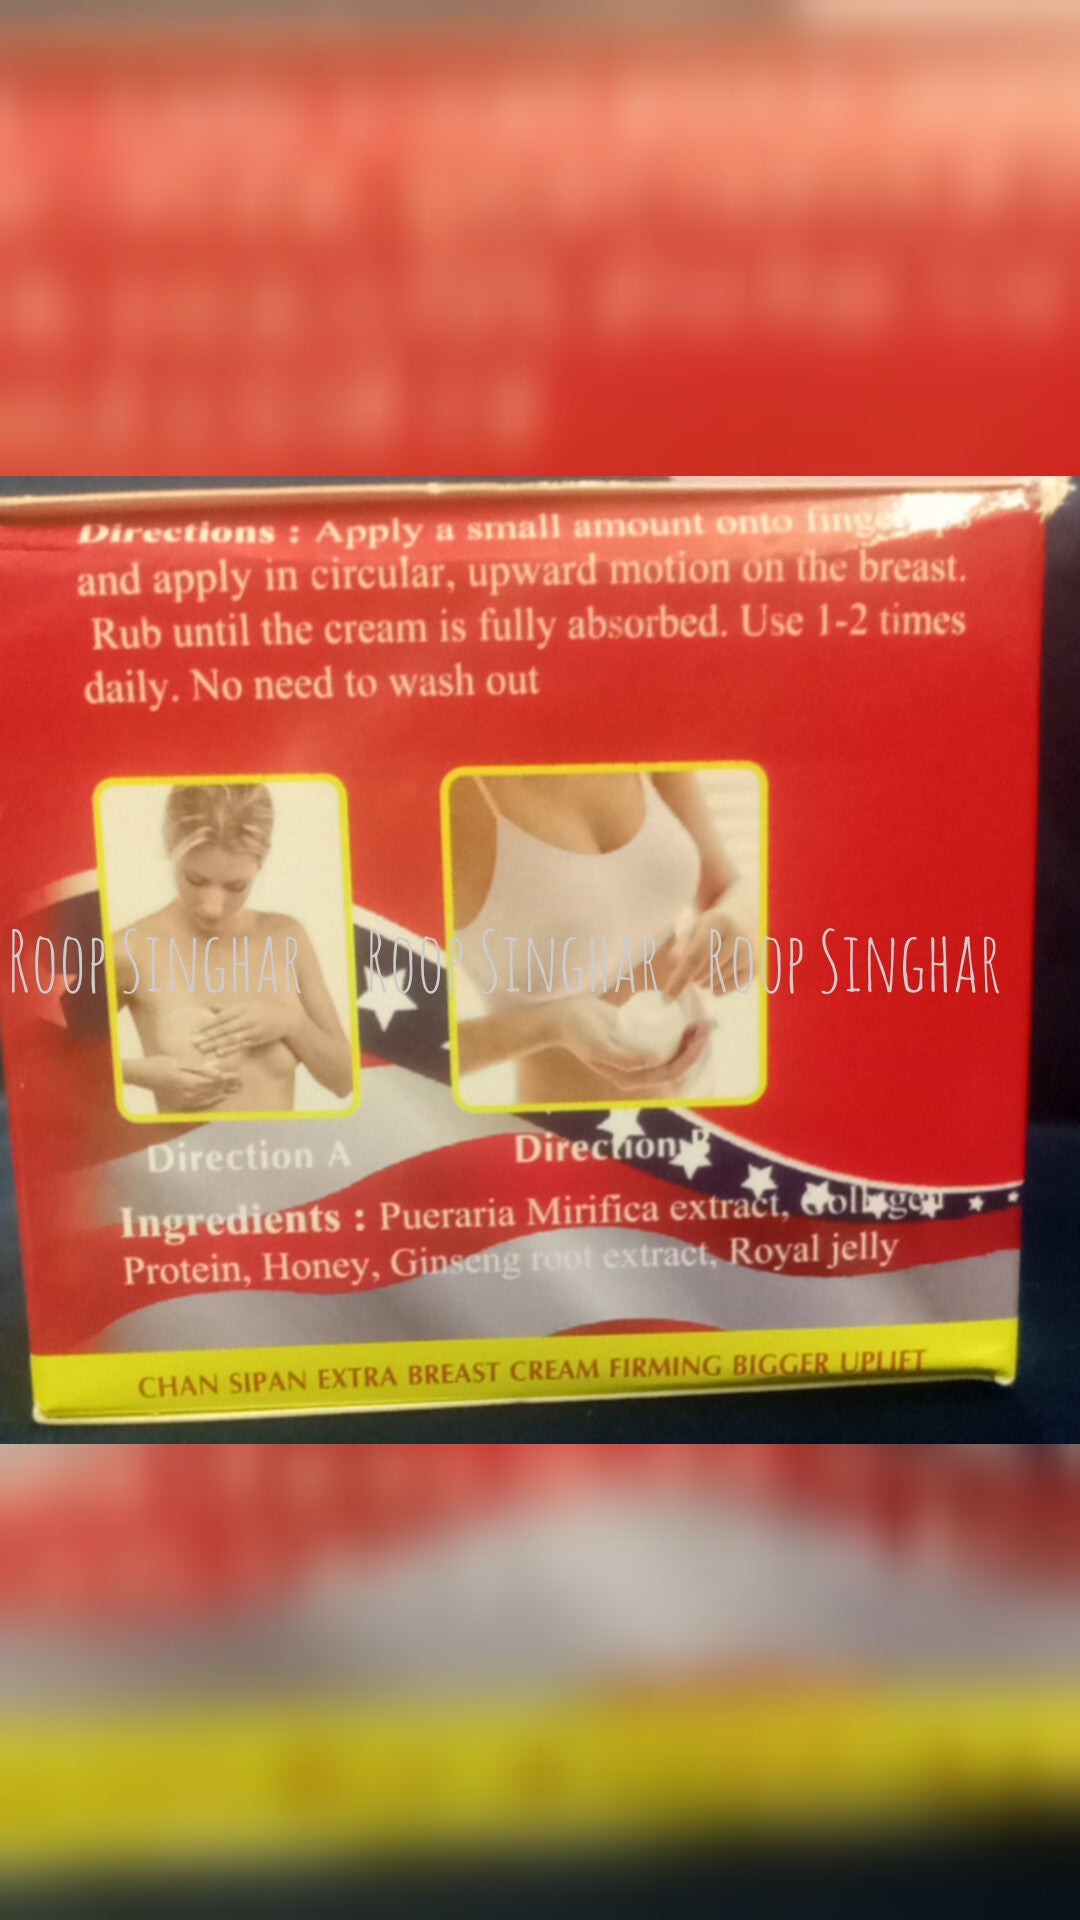 Directions : Apply a small amount onto
and apply in circular, upward motion on the breast.
Rub until the cream is fully absorbed. Use 1-2 times
daily. No need to wash out
ROOP SINGHAR ROOP SINGHAR ROOP SINGHAR
Direction A
Direction B
Ingredients : Pueraria Mirifica extract, Collagen
Protein, Honey, Ginseng root extract, Royal jelly
CHAN SIPAN EXTRA BREAST CREAM FIRMING BIGGER UPLIFT